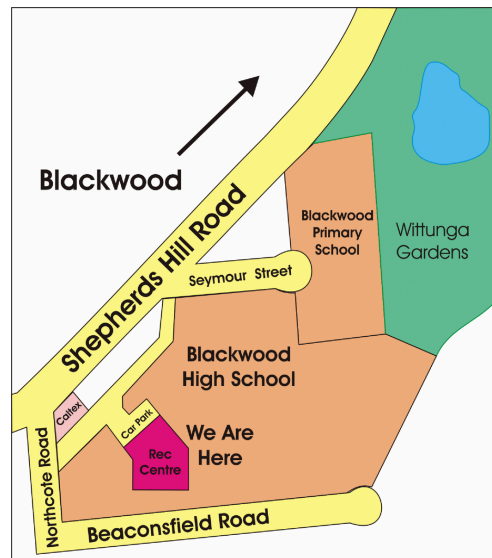 Blackwood
Shepherds Hill Road
Blackwood
Primary
School
Wittunga
Gardens
Seymour Street
Blackwood
High School
Caltex
Car Park
We Are
Here
Rec
Centre
Northcote Road
Beaconsfield Road